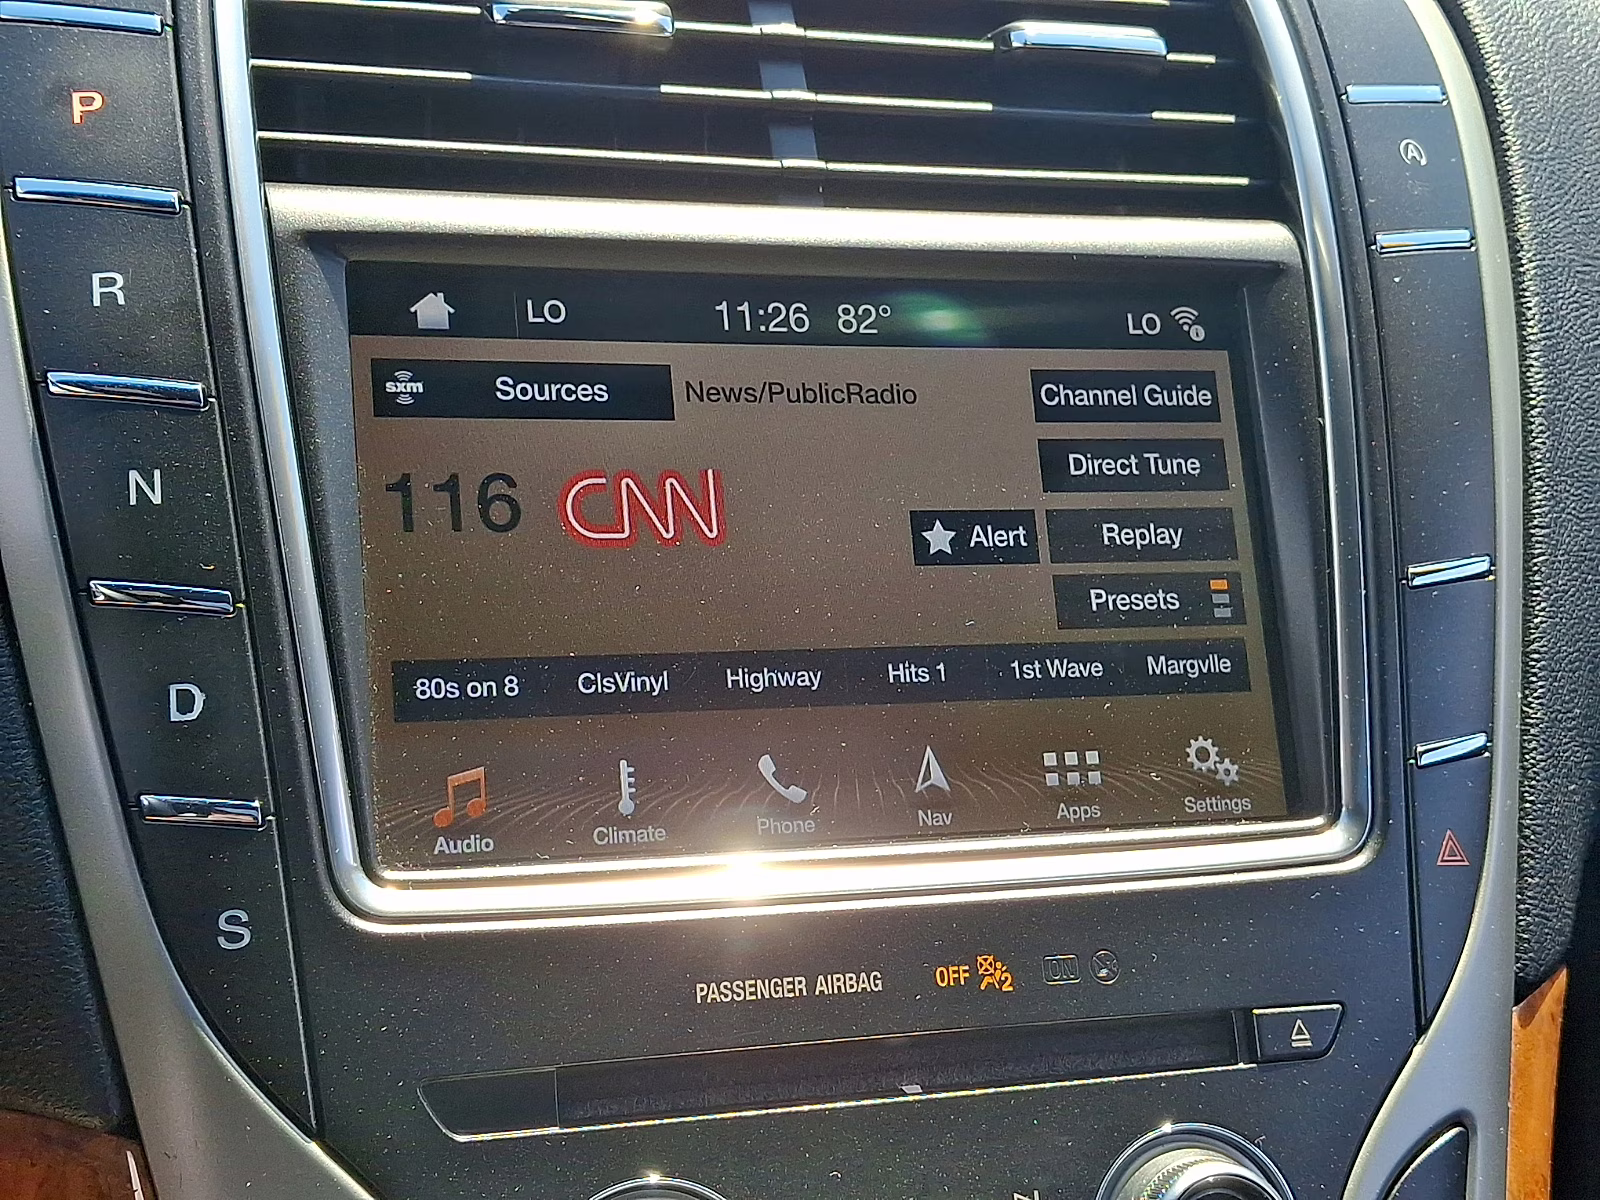 P
R
N
D
S
A
LO
11:26 82°
LO
sxm
Sources
News/PublicRadio
Channel Guide
116
CNN
Direct Tune
Alert
Replay
Presets
80s on 8
ClsVinyl
Highway
Hits 1
1st Wave
Margvlle
Audio
Climate
Phone
Nav
Apps
Settings
PASSENGER AIRBAG
OFF
2
ON